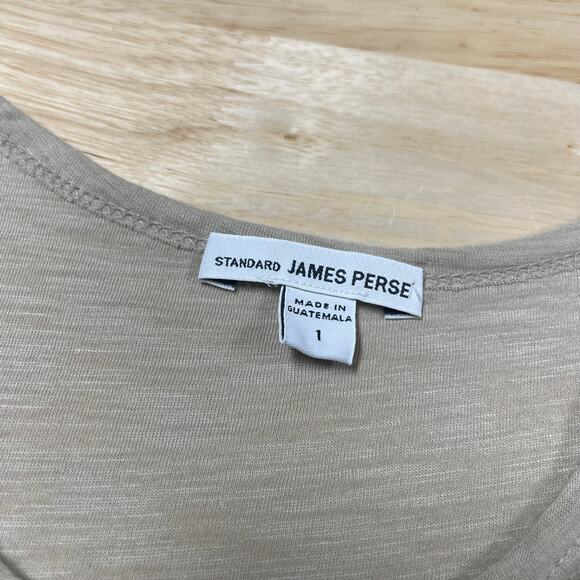 STANDARD JAMES PERSE
MADE IN
GUATEMALA
1